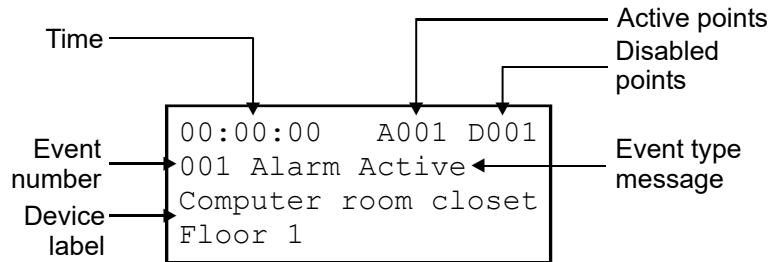 Active points
Time
Disabled
points
00:00:00 A001 D001
Event
number
001 Alarm Active
Event type
message
Computer room closet
Device
label
Floor 1